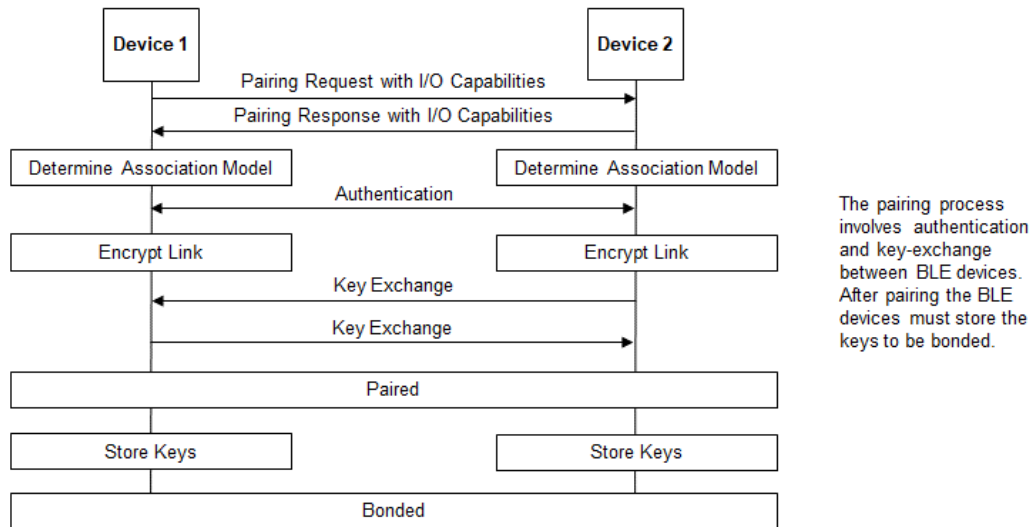 Device 1
Device 2
Pairing Request with I/O Capabilities
Pairing Response with I/O Capabilities
Determine Association Model
Determine Association Model
Authentication
Encrypt Link
Encrypt Link
Key Exchange
Key Exchange
Paired
Store Keys
Store Keys
Bonded
The pairing process
involves authentication
and key-exchange
between BLE devices.
After pairing the BLE
devices must store the
keys to be bonded.